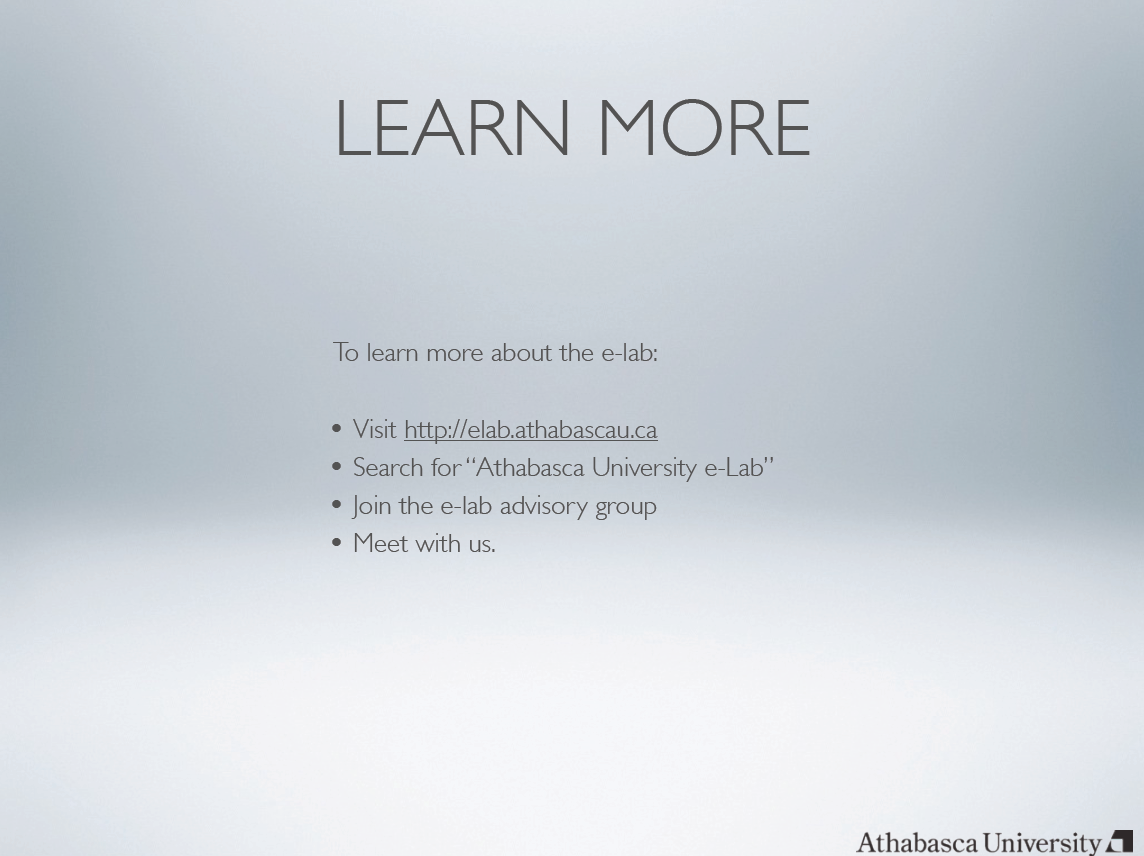 LEARN MORE
To learn more about the e-lab:
• Visit http://elab.athabascau.ca
• Search for “Athabasca University e-Lab”
• Join the e-lab advisory group
• Meet with us.
Athabasca University